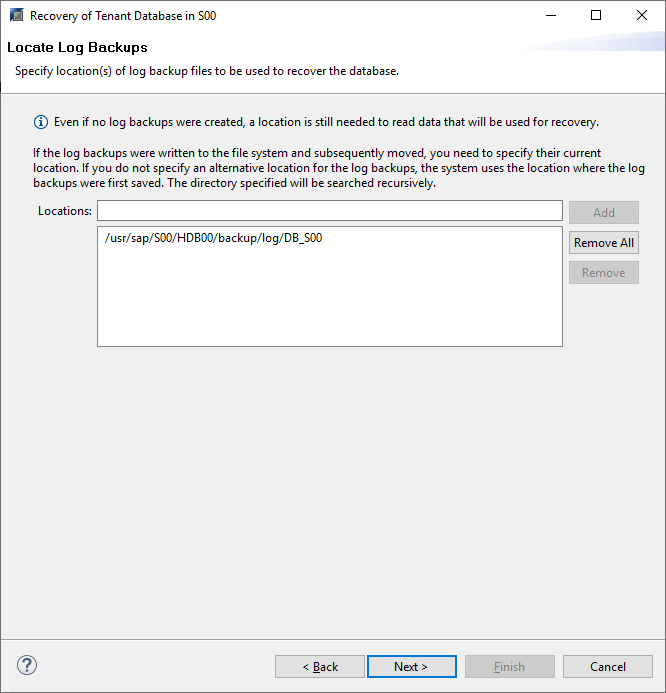 Recovery of Tenant Database in S00
Locate Log Backups
Specify location(s) of log backup files to be used to recover the database.
Even if no log backups were created, a location is still needed to read data that will be used for recovery.
If the log backups were written to the file system and subsequently moved, you need to specify their current
location. If you do not specify an alternative location for the log backups, the system uses the location where the log
backups were first saved. The directory specified will be searched recursively.
Locations:
Add
/usr/sap/S00/HDB00/backup/log/DB_S00
Remove All
Remove
?
< Back
Next >
Finish
Cancel